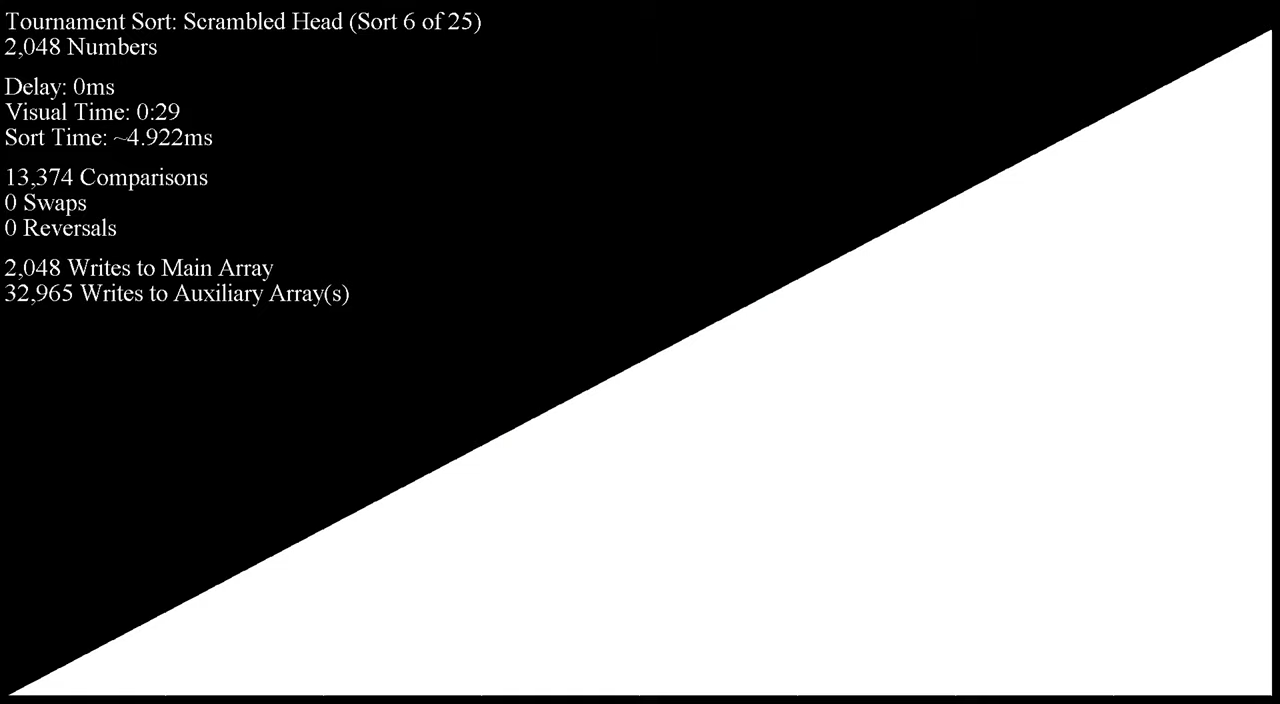 Tournament Sort: Scrambled Head (Sort 6 of 25)
2,048 Numbers
Delay: 0ms
Visual Time: 0:29
Sort Time: ~4.922ms
13,374 Comparisons
0 Swaps
0 Reversals
2,048 Writes to Main Array
32,965 Writes to Auxiliary Array(s)